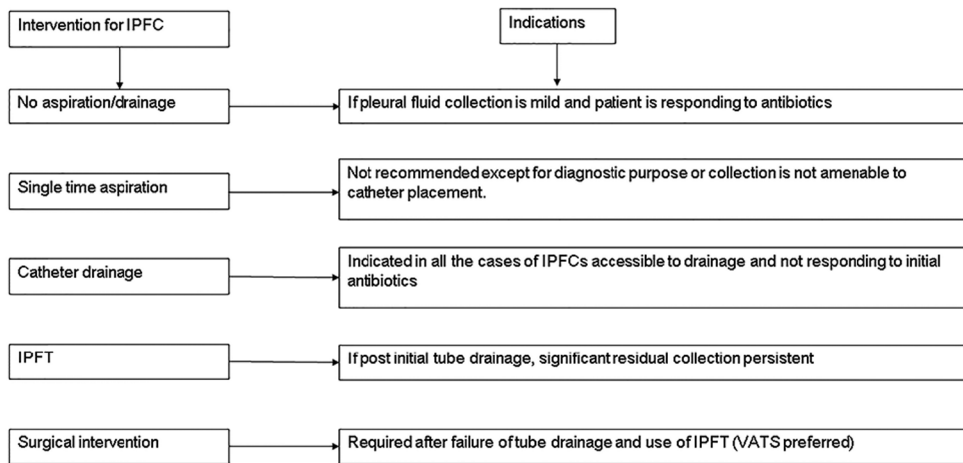 Intervention for IPFC
Indications
No aspiration/drainage
If pleural fluid collection is mild and patient is responding to antibiotics
Single time aspiration
Not recommended except for diagnostic purpose or collection is not amenable to
catheter placement.
Catheter drainage
Indicated in all the cases of IPFCs accessible to drainage and not responding to initial
antibiotics
IPFT
If post initial tube drainage, significant residual collection persistent
Surgical intervention
Required after failure of tube drainage and use of IPFT (VATS preferred)